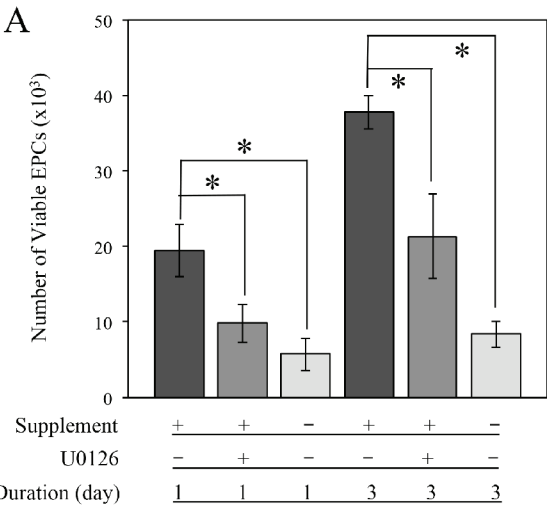 A
Number of Viable EPCs (x10³)
50
40
30
20
10
0
* * * *
Supplement + + − + + −
U0126 − + − − + −
Duration (day) 1 1 1 3 3 3